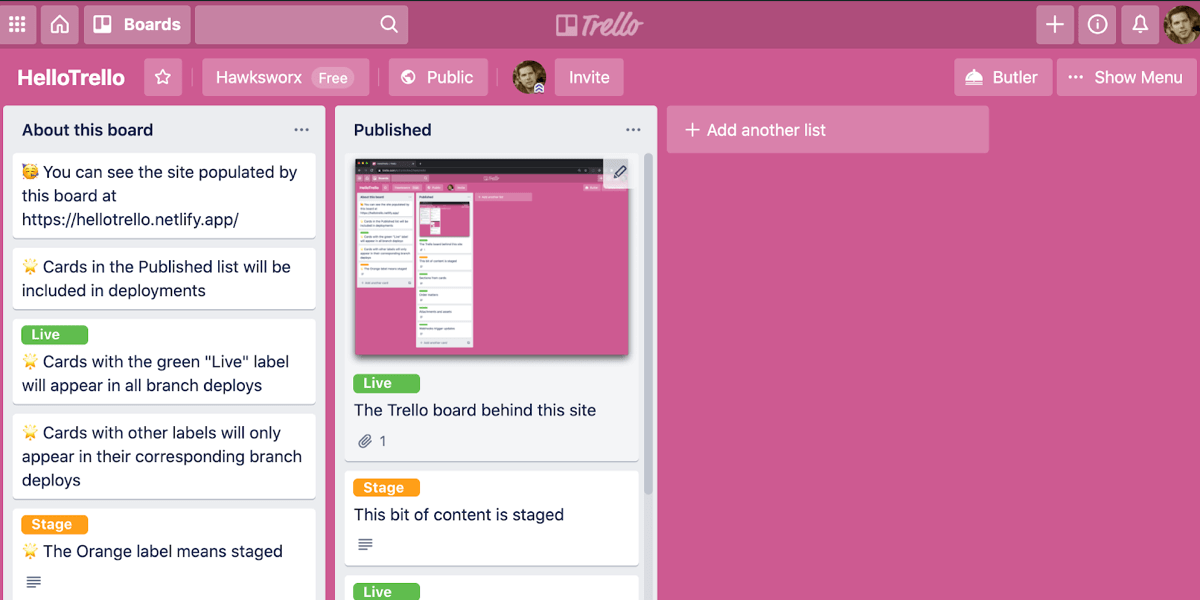 Boards
Trello
HelloTrello
Hawksworx Free
Public
Invite
Butler
Show Menu
About this board
🥳 You can see the site populated by
this board at
https://hellotrello.netlify.app/
🌟 Cards in the Published list will be
included in deployments
Live
🌟 Cards with the green "Live" label
will appear in all branch deploys
🌟 Cards with other labels will only
appear in their corresponding branch
deploys
Stage
🌟 The Orange label means staged
Published
Live
The Trello board behind this site
1
Stage
This bit of content is staged
Live
+ Add another list